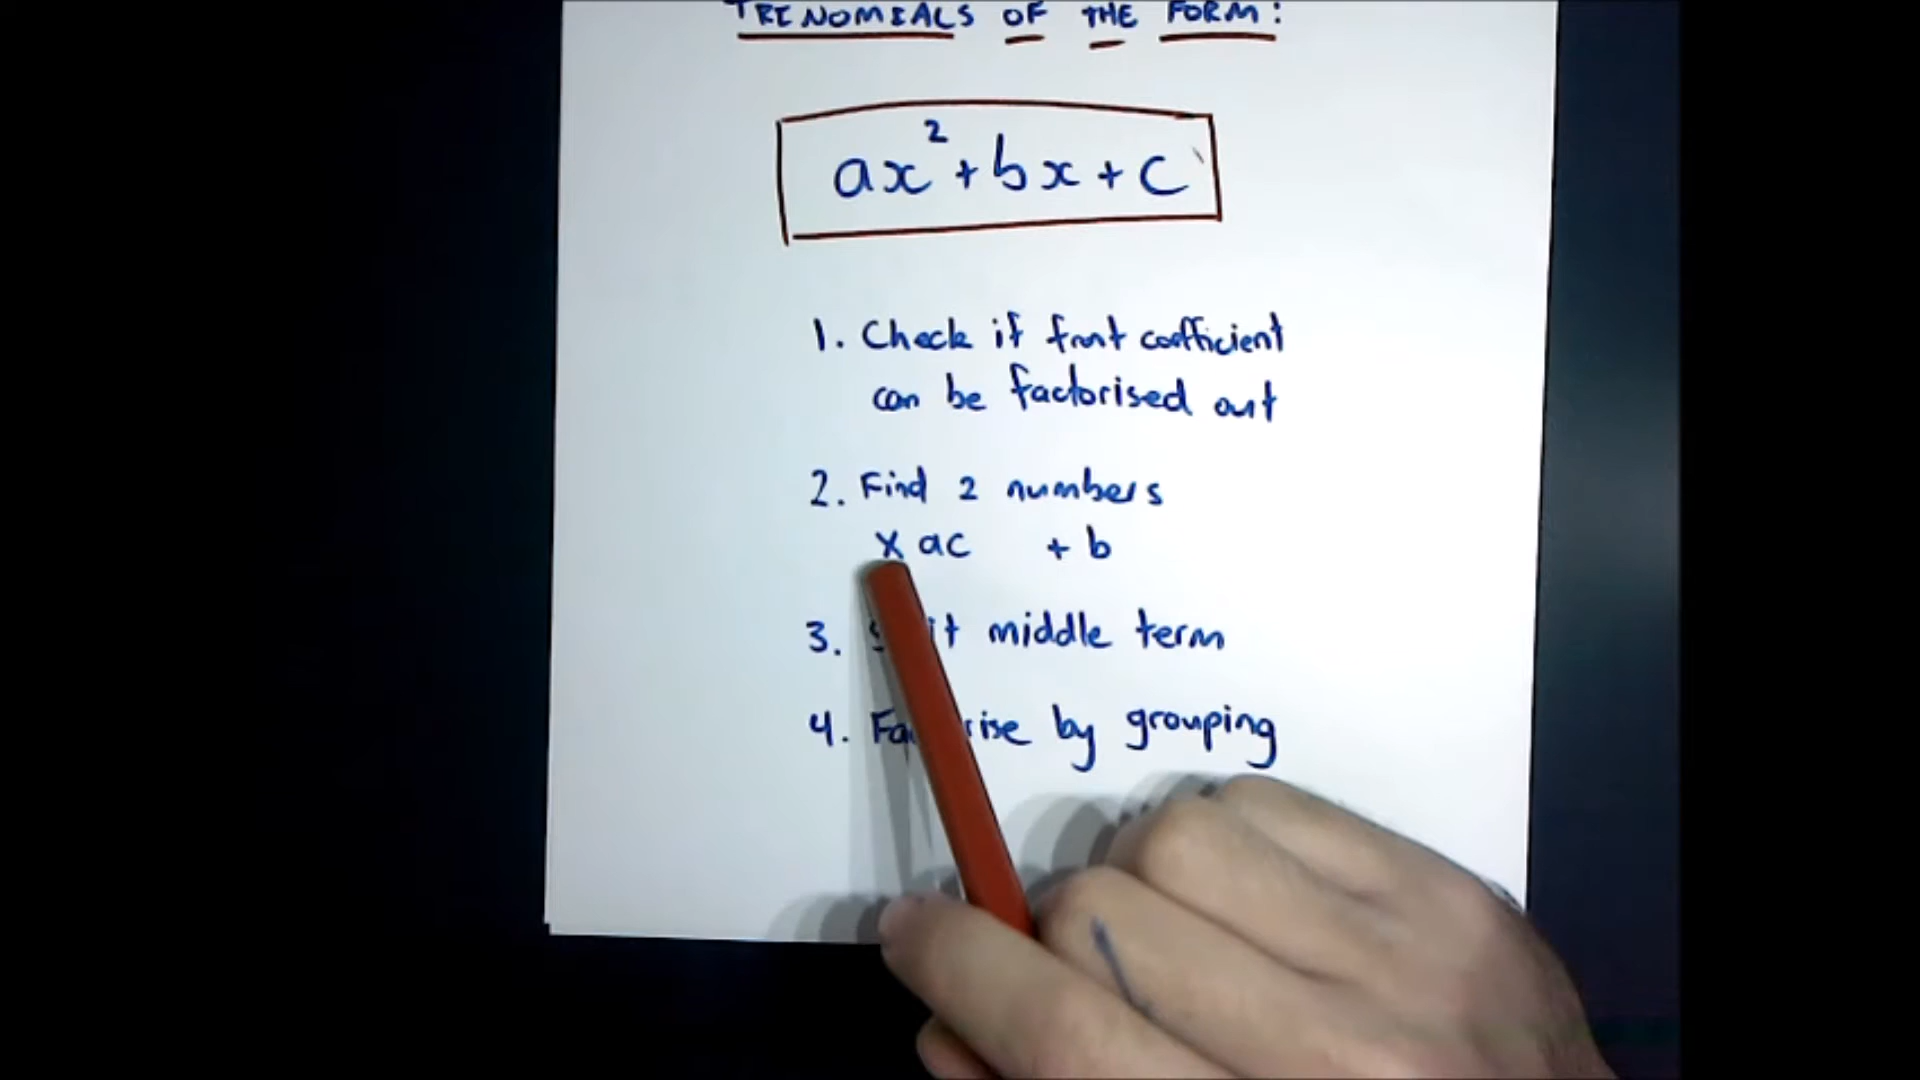 TRINOMIALS OF THE FORM:
ax² + bx + c
1. Check if front coefficient
can be factorised out
2. Find 2 numbers
× ac + b
3. middle term
4. by grouping